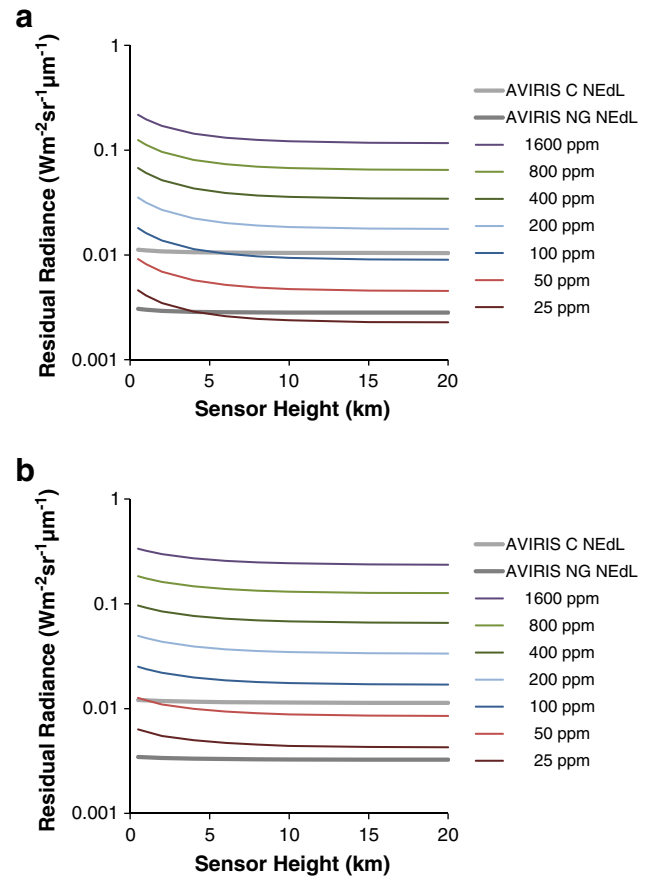 a
1
0.1
0.01
0.001
0
5
10
15
20
Residual Radiance (Wm⁻²sr⁻¹µm⁻¹)
Sensor Height (km)
AVIRIS C NEdL
AVIRIS NG NEdL
1600 ppm
800 ppm
400 ppm
200 ppm
100 ppm
50 ppm
25 ppm
b
1
0.1
0.01
0.001
0
5
10
15
20
Residual Radiance (Wm⁻²sr⁻¹µm⁻¹)
Sensor Height (km)
AVIRIS C NEdL
AVIRIS NG NEdL
1600 ppm
800 ppm
400 ppm
200 ppm
100 ppm
50 ppm
25 ppm